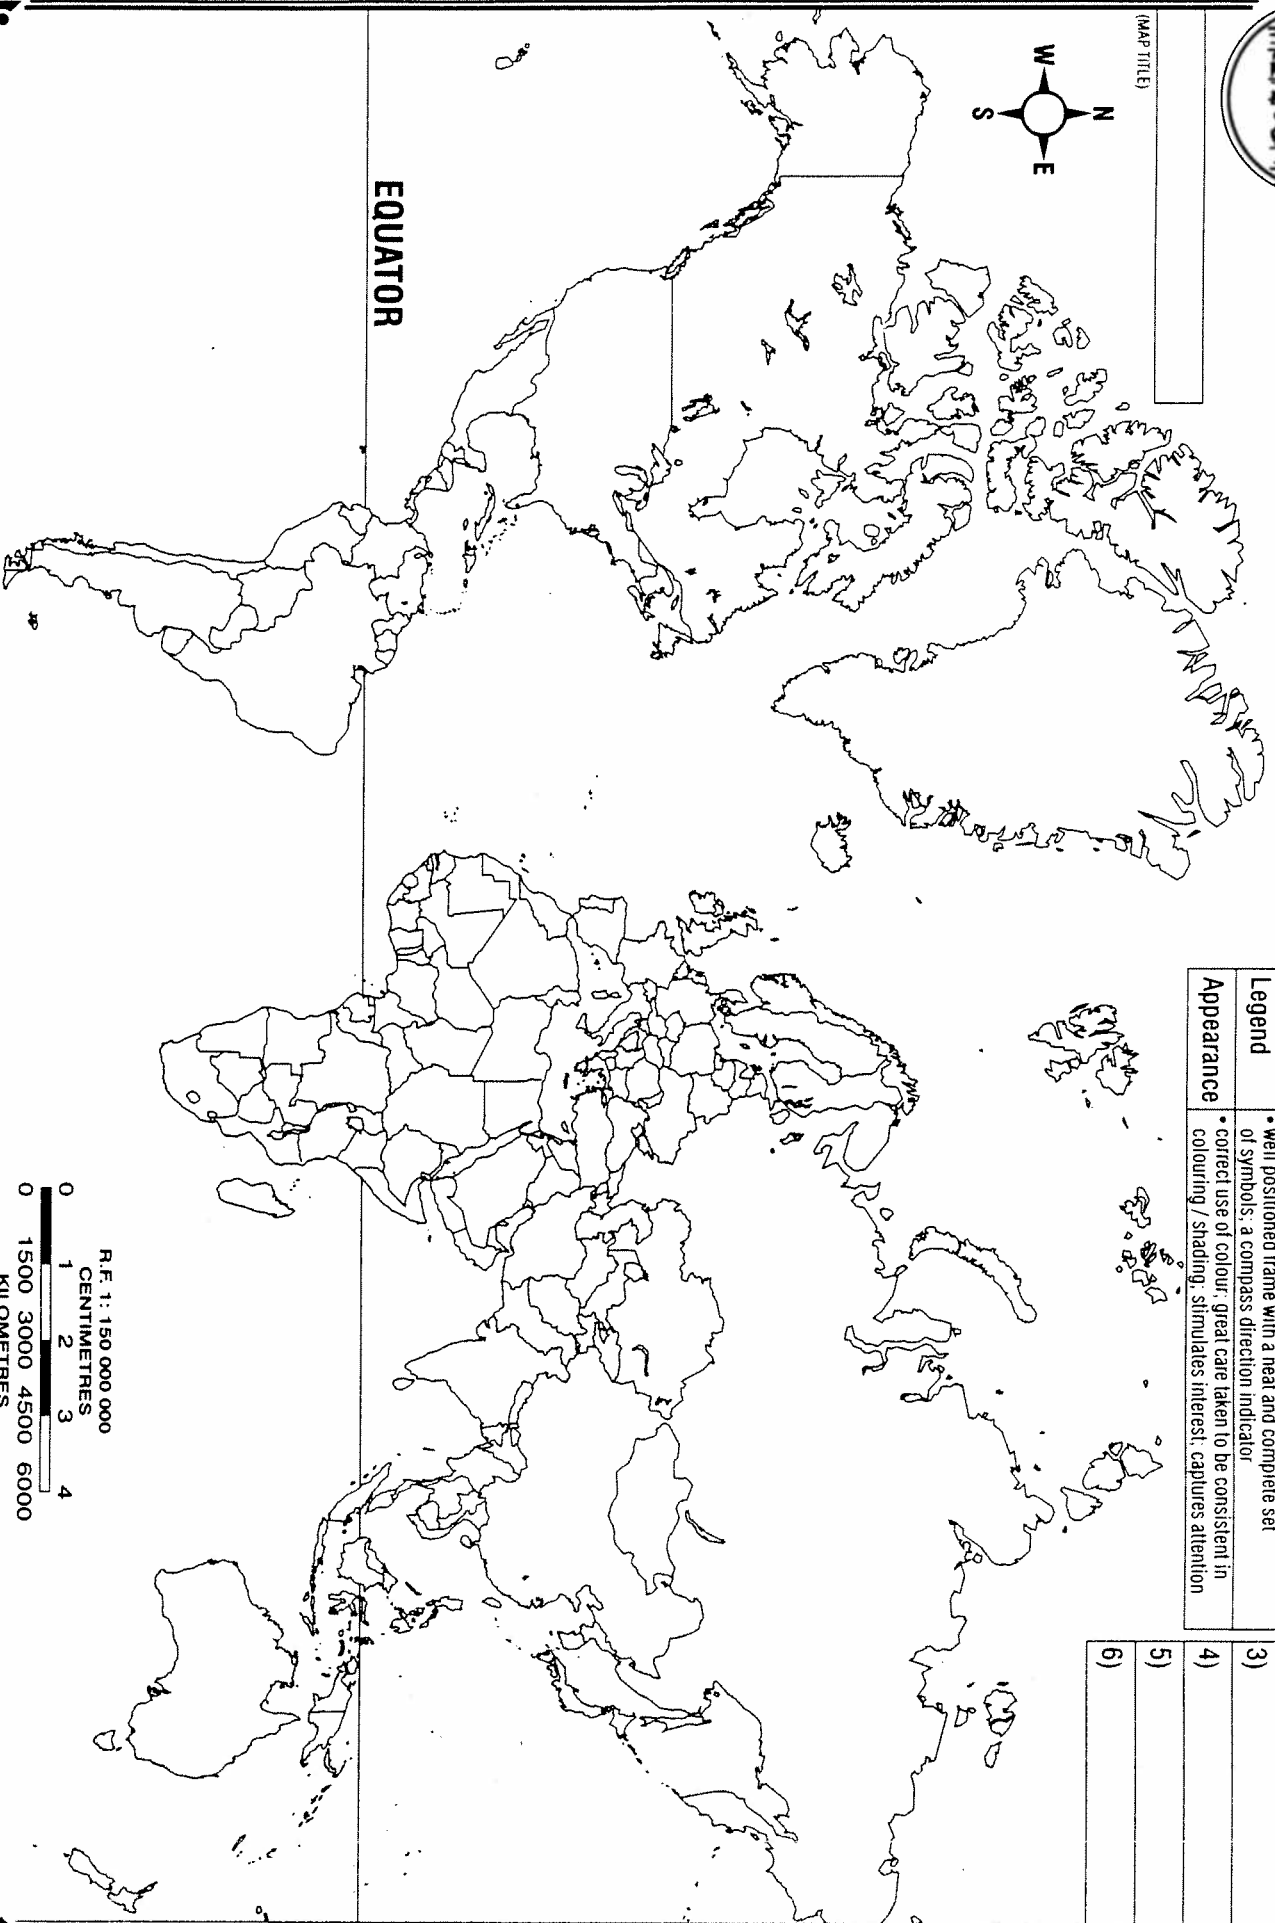 (MAP TITLE)
N
W
E
S
EQUATOR
Legend
• well positioned frame with a neat and complete set
of symbols; a compass direction indicator
Appearance
• correct use of colour; great care taken to be consistent in
colouring / shading; stimulates interest; captures attention
3)
4)
5)
6)
R.F. 1: 150 000 000
CENTIMETRES
0 1 2 3 4
0 1500 3000 4500 6000
KILOMETRES